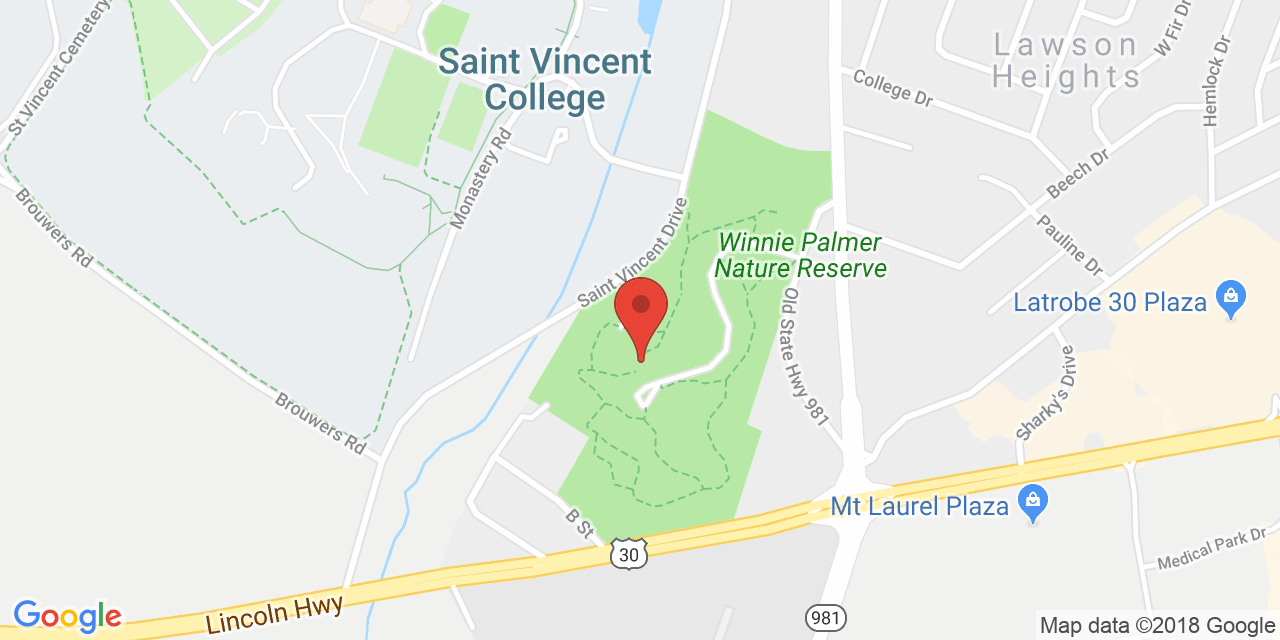 St Vincent Cemetery
Saint Vincent
College
Monastery Rd
Brouwers Rd
Brouwers Rd
Saint Vincent Drive
Lawson
Heights
W Fir Dr
Hemlock Dr
College Dr
Beech Dr
Pauline Dr
Winnie Palmer
Nature Reserve
Old State Hwy 981
Latrobe 30 Plaza
Sharky's Drive
Mt Laurel Plaza
B St
30
Medical Park Dr
Lincoln Hwy
981
Google
Map data ©2018 Google